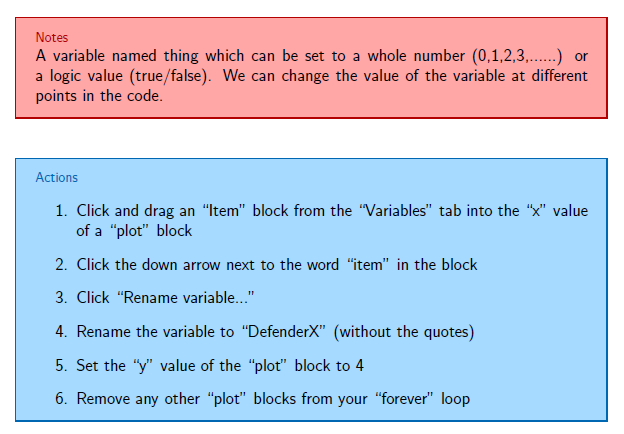 Notes
A variable named thing which can be set to a whole number (0,1,2,3,......) or
a logic value (true/false). We can change the value of the variable at different
points in the code.
Actions
1. Click and drag an “Item” block from the “Variables” tab into the “x” value
of a “plot” block
2. Click the down arrow next to the word “item” in the block
3. Click “Rename variable...”
4. Rename the variable to “DefenderX” (without the quotes)
5. Set the “y” value of the “plot” block to 4
6. Remove any other “plot” blocks from your “forever” loop